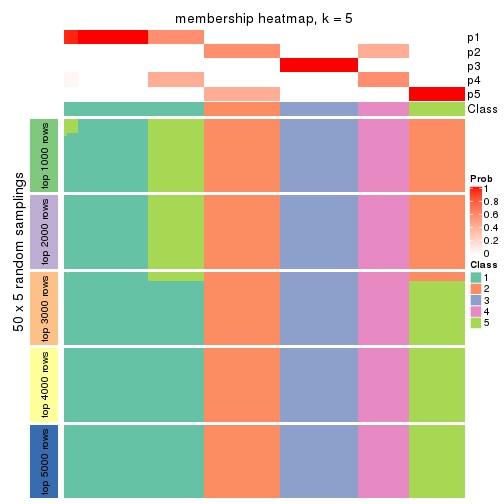 membership heatmap, k = 5
p1
p2
p3
p4
p5
Class
50 x 5 random samplings
top 1000 rows
top 2000 rows
top 3000 rows
top 4000 rows
top 5000 rows
Prob
1
0.8
0.6
0.4
0.2
0
Class
1
2
3
4
5